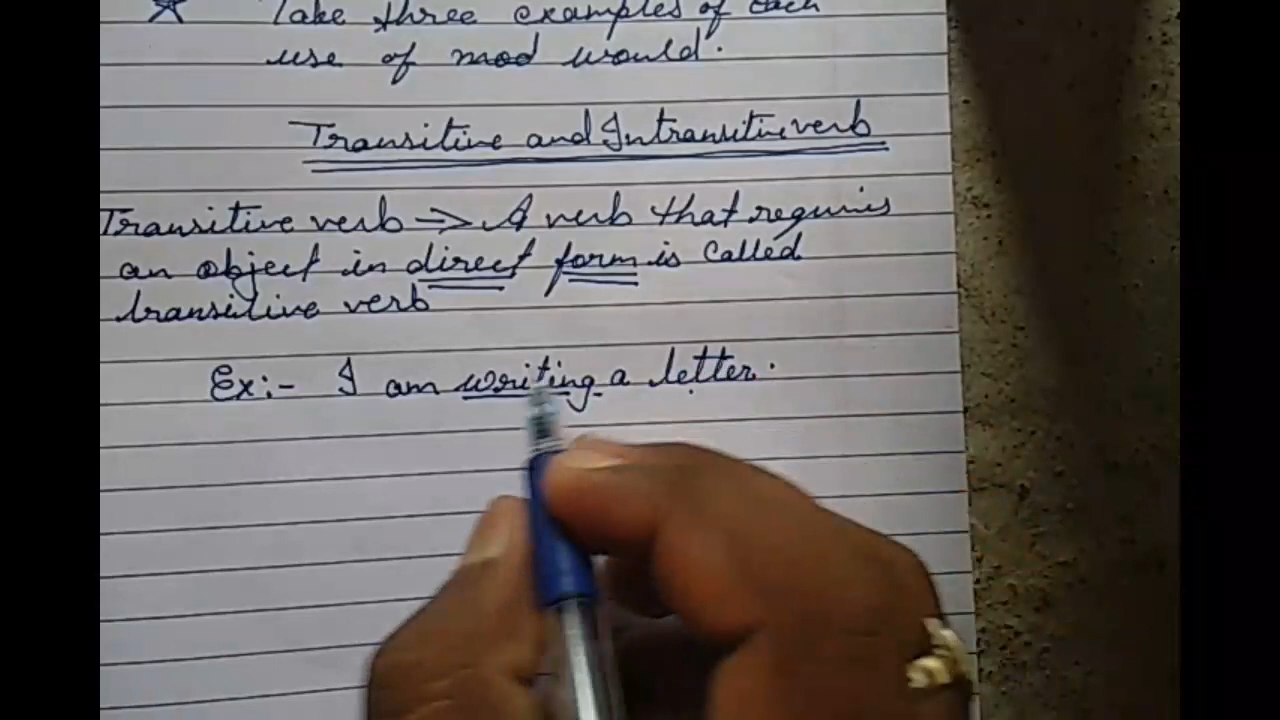 Take three examples of each
use of mod would.
Transitive and Intransitive verb
Transitive verb ⇒ A verb that requires
an object in direct form is called
transitive verb
Ex:- I am writing a letter.